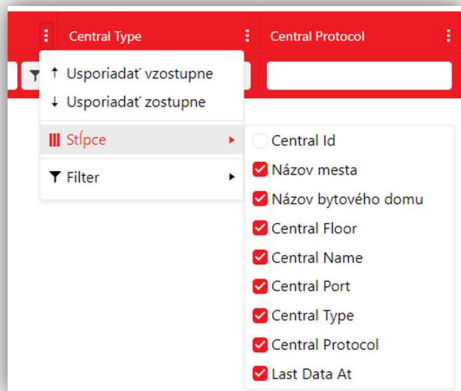 Central Type
Central Protocol
Usporiadať vzostupne
Usporiadať zostupne
Stĺpce
Filter
Central Id
Názov mesta
Názov bytového domu
Central Floor
Central Name
Central Port
Central Type
Central Protocol
Last Data At